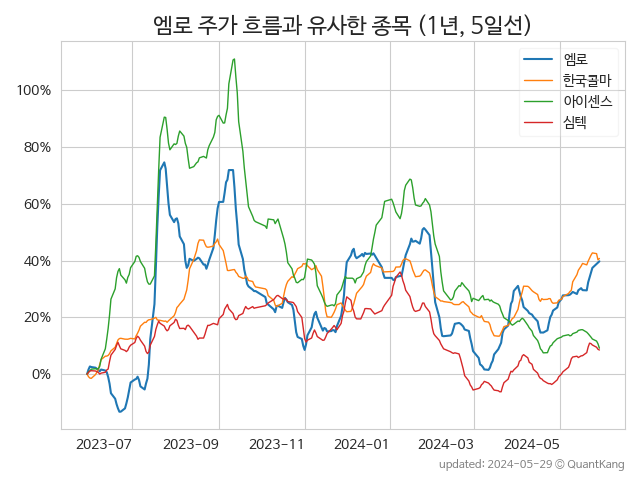 엠로 주가 흐름과 유사한 종목 (1년, 5일선)
엠로
한국콜마
아이센스
심텍
100%
80%
60%
40%
20%
0%
2023-07 2023-09 2023-11 2024-01 2024-03 2024-05
updated: 2024-05-29 © QuantKang